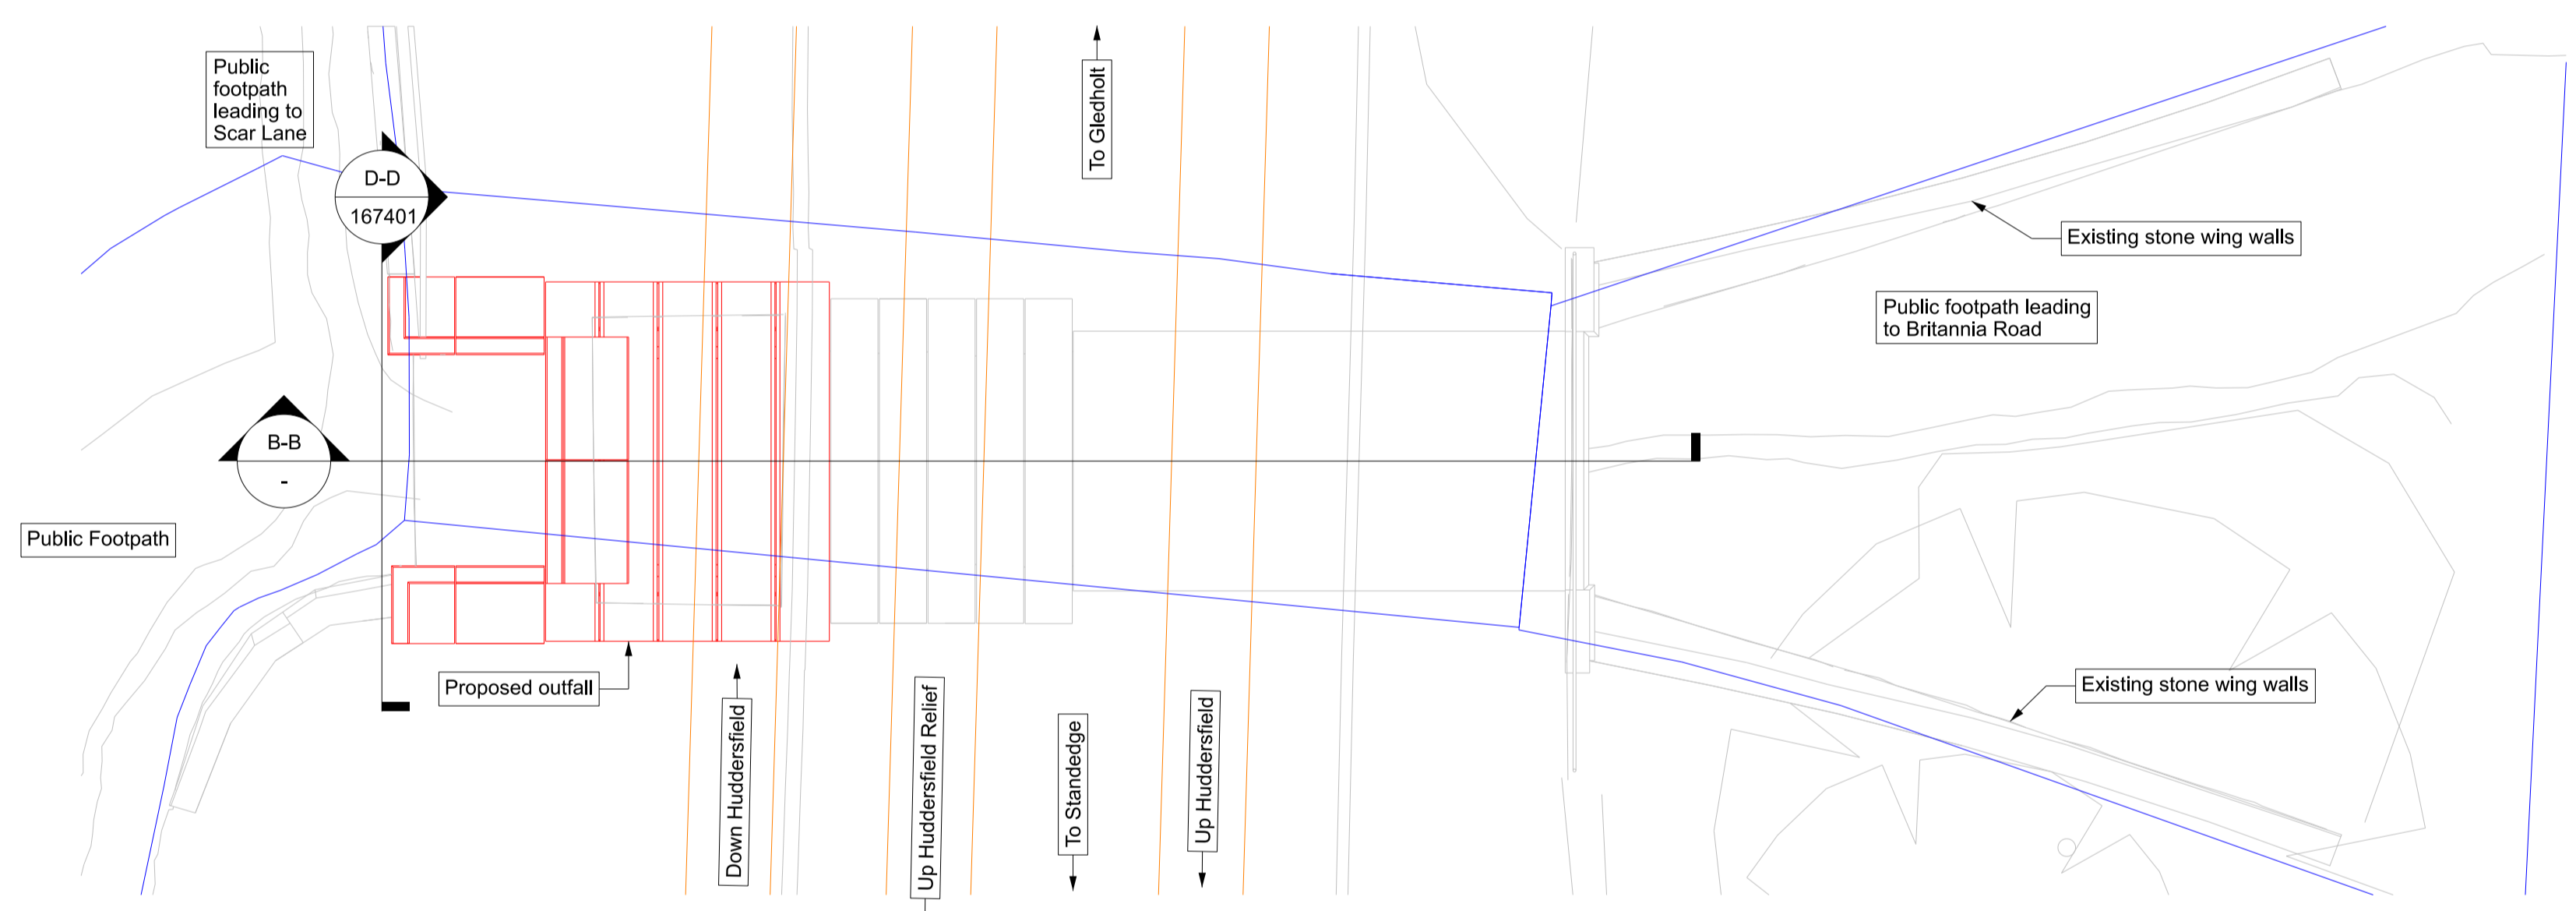 Public
footpath
leading to
Scar Lane
D-D
167401
To Gledholt
Existing stone wing walls
Public footpath leading
to Britannia Road
B-B
-
Public Footpath
Proposed outfall
Down Huddersfield
Up Huddersfield Relief
To Standedge
Up Huddersfield
Existing stone wing walls